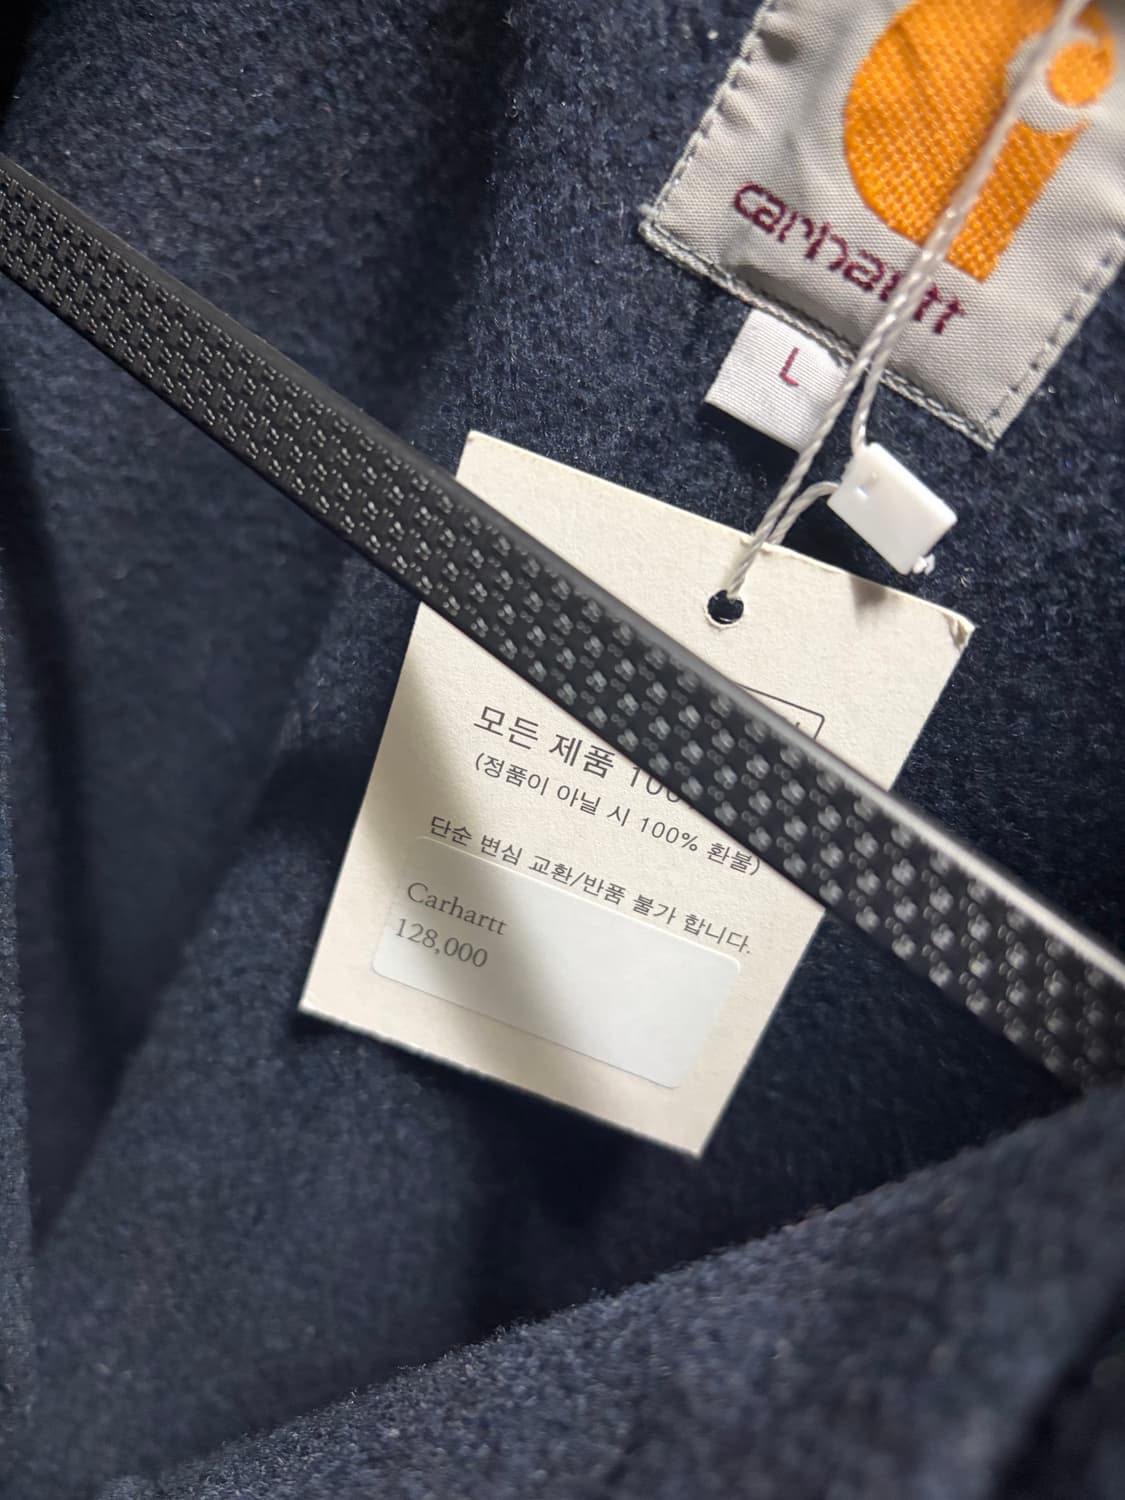 carhartt
L
모든 제품 100
(정품이 아닐 시 100% 환불)
단순 변심 교환/반품 불가 합니다.
Carhartt
128,000